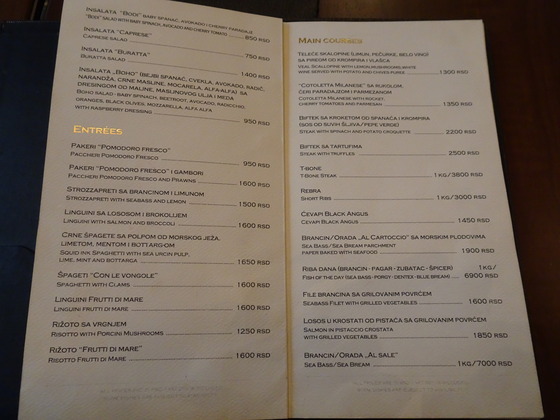 Insalata "Bodi" baby spanać, avokado i cherry paradajz
"Bodi" salad with baby spinach, avocado and cherry tomato 850 RSD
Insalata "Caprese"
Caprese salad 750 RSD
Insalata "Buratta"
Buratta salad 1400 RSD
Insalata „Boho" (bejbi spanać, cvekla, avokado, radić,
narandža, crne masline, mocarela, alfa-alfa) sa
dresingom od maline, maslinovog ulja i meda
Boho salad - baby spinach, beetroot, avocado, radicchio,
oranges, black olives, mozzarella, alfa alfa
with raspberry dressing 950 RSD
Entrées
Pakeri "Pomodoro fresco"
Paccheri Pomodoro Fresco 950 RSD
Pakeri "Pomodoro fresco" i gambori
Paccheri Pomodoro Fresco and Prawns 1600 RSD
Strozzapreti sa brancinom i limunom
Strozzapreti with seabass and lemon 1500 RSD
Linguini sa lososom i brokolijem
Linguini with salmon and broccoli 1600 RSD
Crne špagete sa polpom od morskog ježa,
limetom, mentom i bottargom
Squid ink spaghetti with sea urcin pulp,
lime, mint and bottarga 1650 RSD
Špageti "Con le vongole"
Spaghetti with Clams 1600 RSD
Linguini Frutti di mare
Linguini frutti di mare 1600 RSD
Rižoto sa vrgnjem
Risotto with Porcini Mushrooms 1250 RSD
Rižoto "Frutti di mare"
Risotto Frutti di Mare 1600 RSD
Main courses
Teleće skalopine (limun, pečurke, belo vino)
sa pireom od krompira i vlašca
Veal Scallopine with lemon/mushrooms/white
wine served with potato and chives puree 1300 RSD
"Cotoletta Milanese" sa rukolom,
čeri paradajzom i parmezanom
Cotoletta Milanese with rocket,
cherry tomatoes and parmesan 1350 RSD
Biftek sa kroketom od spanaća i krompira
(sos od suvih šljiva/pepe verde)
Steak with spinach and potato croquette 2200 RSD
Biftek sa tartufima
Steak with truffles 2500 RSD
T-bone
T-Bone Steak 1 kg/3800 RSD
Rebra
Short Ribs 1 kg/3000 RSD
Ćevapi Black Angus
Ćevapi Black Angus 1450 RSD
Brancin/Orada „Al Cartoccio" sa morskim plodovima
Sea Bass/Sea Bream parchment
paper baked with seafood 1900 RSD
Riba dana (brancin - fagar - zubatac - špicer) 1 kg/
Fish of the day (sea bass - porgy - dentex - blue bream) 6900 RSD
File brancina sa grilovanim povrćem
Seabass Filet with grilled vegetables 1600 RSD
Losos u krostati od pistaća sa grilovanim povrćem
Salmon in pistaccio crostata
with grilled vegetables 1850 RSD
Brancin/Orada „Al sale"
Sea Bass/Sea Bream 1 kg/7000 RSD